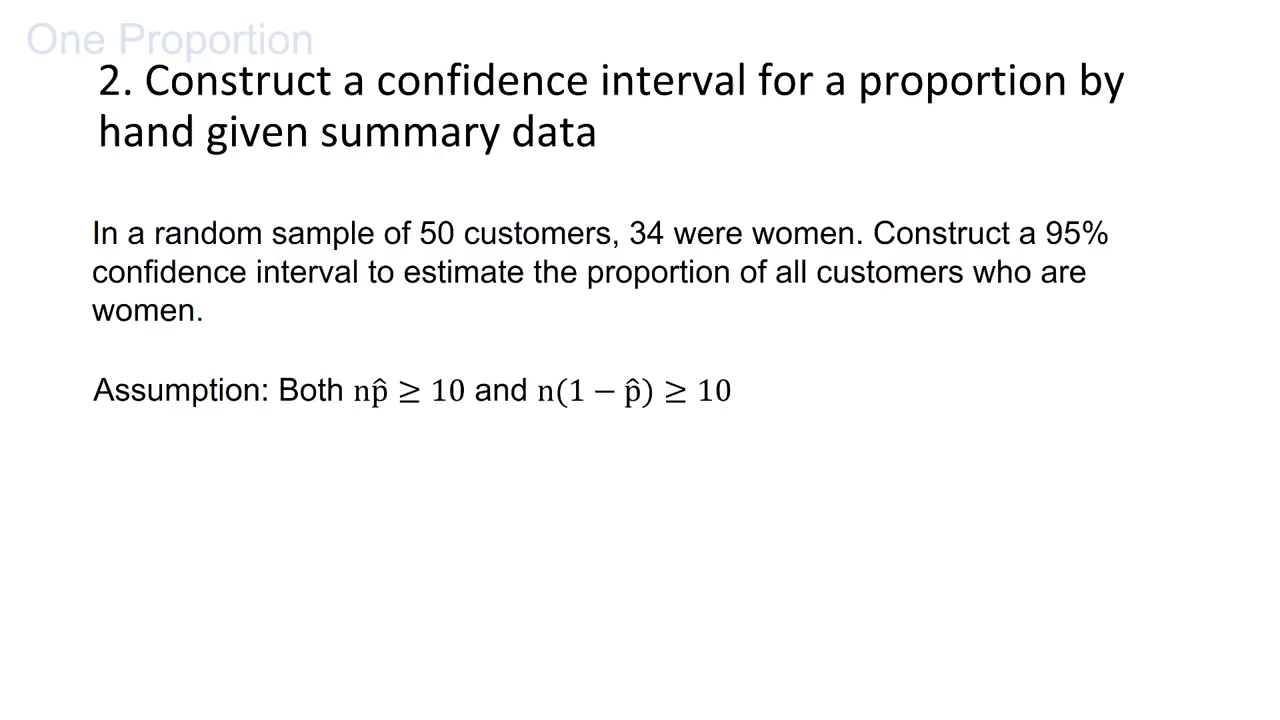 One Proportion
2. Construct a confidence interval for a proportion by
hand given summary data
In a random sample of 50 customers, 34 were women. Construct a 95%
confidence interval to estimate the proportion of all customers who are
women.
Assumption: Both np̂ ≥ 10 and n(1 − p̂) ≥ 10